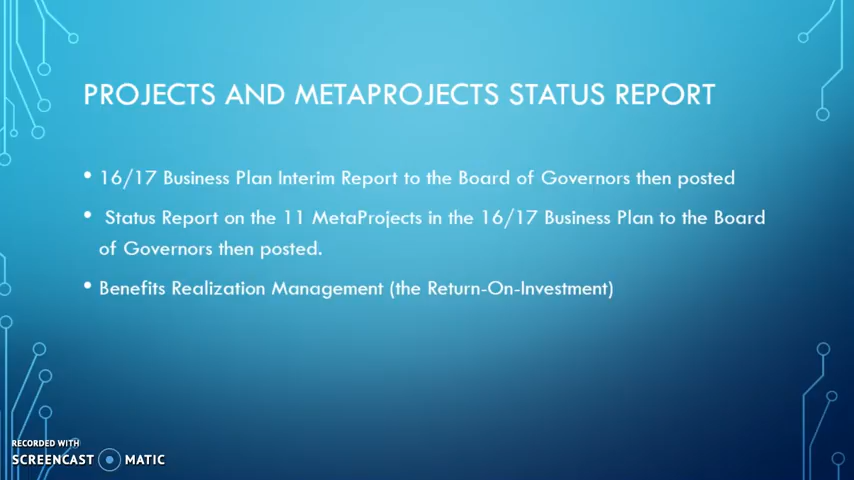 PROJECTS AND METAPROJECTS STATUS REPORT
• 16/17 Business Plan Interim Report to the Board of Governors then posted
• Status Report on the 11 MetaProjects in the 16/17 Business Plan to the Board
of Governors then posted.
• Benefits Realization Management (the Return-On-Investment)
RECORDED WITH
SCREENCAST MATIC